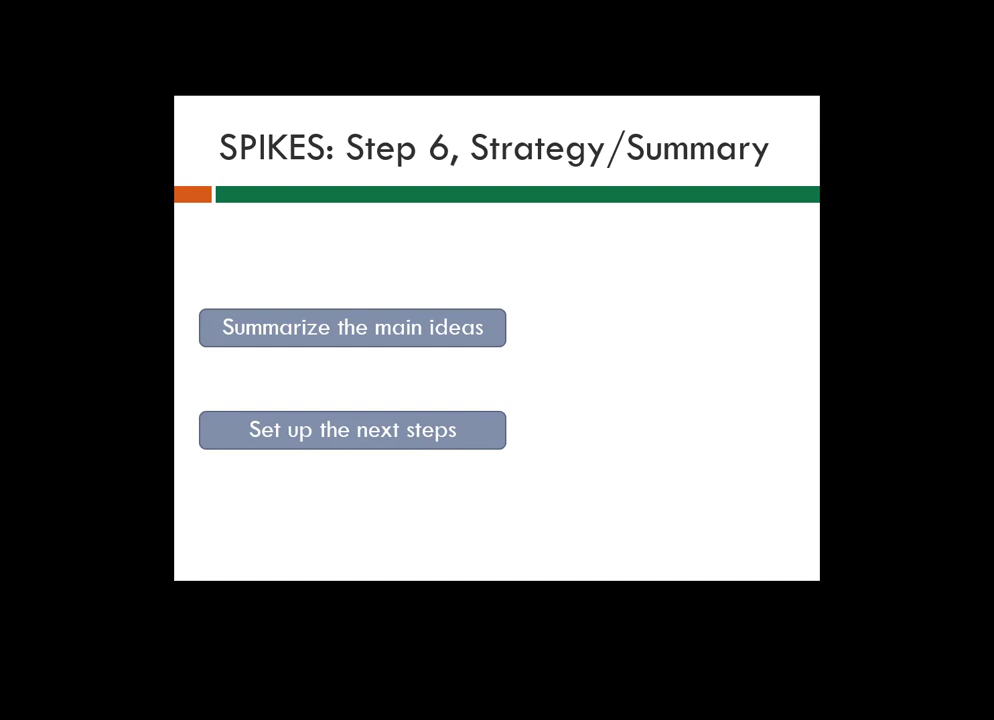 SPIKES: Step 6, Strategy/Summary
Summarize the main ideas
Set up the next steps